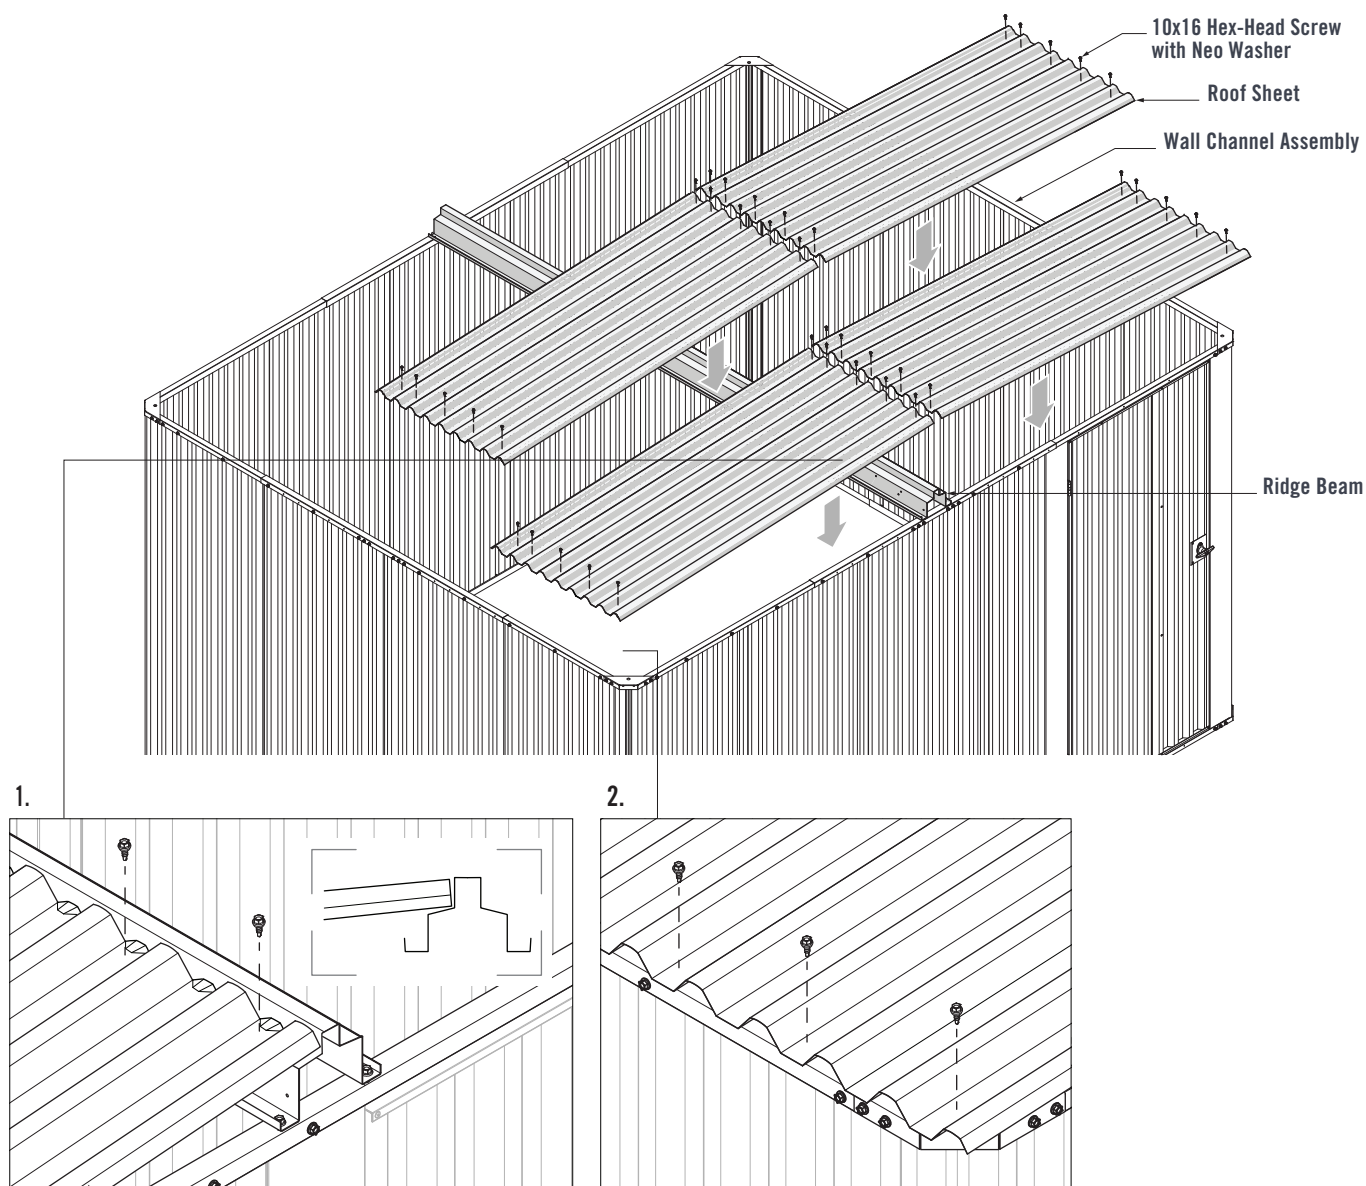 10x16 Hex-Head Screw
with Neo Washer
Roof Sheet
Wall Channel Assembly
Ridge Beam
1.
2.